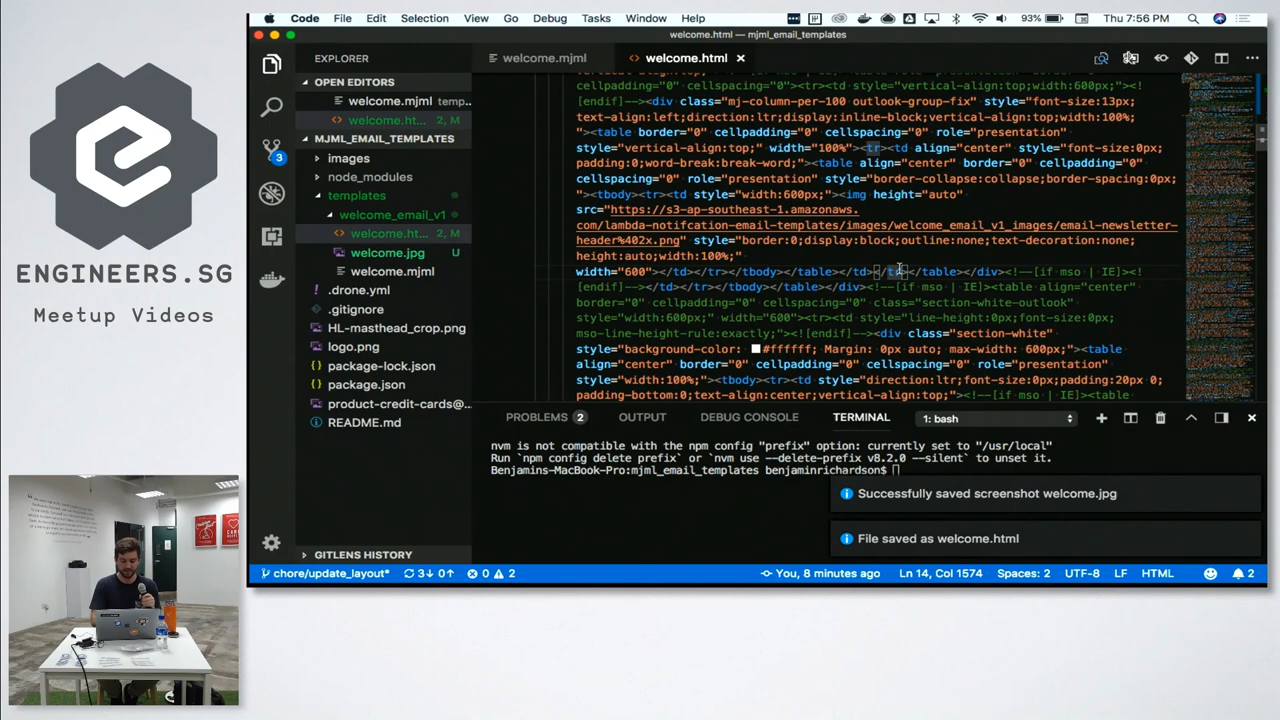 ENGINEERS.SG
Meetup Videos
Code File Edit Selection View Go Debug Tasks Window Help
93% Thu 7:56 PM
welcome.html — mjml_email_templates
EXPLORER
OPEN EDITORS
welcome.mjml temp...
welcome.ht... 2, M
MJML_EMAIL_TEMPLATES
images
node_modules
templates
welcome_email_v1
welcome.ht... 2, M
welcome.jpg U
welcome.mjml
.drone.yml
.gitignore
HL-masthead_crop.png
logo.png
package-lock.json
package.json
product-credit-cards@...
README.md
GITLENS HISTORY
3
welcome.mjml
welcome.html
cellpadding="0" cellspacing="0"><tr><td style="vertical-align:top;width:600px;"><!
[endif]--><div class="mj-column-per-100 outlook-group-fix" style="font-size:13px;
text-align:left;direction:ltr;display:inline-block;vertical-align:top;width:100%;
"><table border="0" cellpadding="0" cellspacing="0" role="presentation"
style="vertical-align:top;" width="100%"><tr><td align="center" style="font-size:0px;
padding:0;word-break:break-word;"><table align="center" border="0" cellpadding="0"
cellspacing="0" role="presentation" style="border-collapse:collapse;border-spacing:0px;
"><tbody><tr><td style="width:600px;"><img height="auto"
src="https://s3-ap-southeast-1.amazonaws.
com/lambda-notifcation-email-templates/images/welcome_email_v1_images/email-newsletter-
header%402x.png" style="border:0;display:block;outline:none;text-decoration:none;
height:auto;width:100%;"
width="600"></td></tr></tbody></table></td></tr></table></div><!--[if mso | IE]><!
[endif]--></td></tr></tbody></table></div><!--[if mso | IE]><table align="center"
border="0" cellpadding="0" cellspacing="0" class="section-white-outlook"
style="width:600px;" width="600"><tr><td style="line-height:0px;font-size:0px;
mso-line-height-rule:exactly;"><![endif]--><div class="section-white"
style="background-color: #ffffff; Margin: 0px auto; max-width: 600px;"><table
align="center" border="0" cellpadding="0" cellspacing="0" role="presentation"
style="width:100%;"><tbody><tr><td style="direction:ltr;font-size:0px;padding:20px 0;
padding-bottom:0;text-align:center;vertical-align:top;"><!--[if mso | IE]><table
PROBLEMS 2 OUTPUT DEBUG CONSOLE TERMINAL 1: bash
nvm is not compatible with the npm config "prefix" option: currently set to "/usr/local"
Run `npm config delete prefix` or `nvm use --delete-prefix v8.2.0 --silent` to unset it.
Benjamins-MacBook-Pro:mjml_email_templates benjaminrichardson$
Successfully saved screenshot welcome.jpg
File saved as welcome.html
chore/update_layout* 3↓ 0↑ 0 2 You, 8 minutes ago Ln 14, Col 1574 Spaces: 2 UTF-8 LF HTML 2